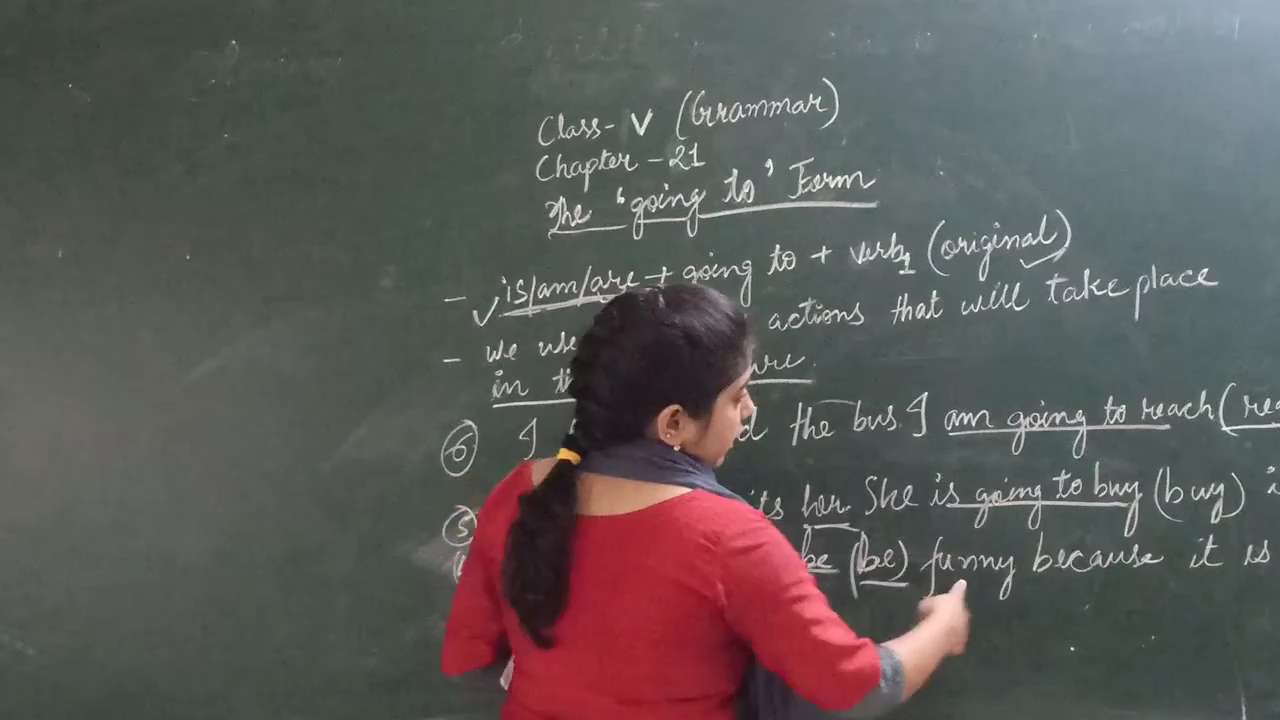 Class- V (Grammar)
Chapter - 21
The 'going to' Form
- ✓ is/am/are + going to + verb1 (original)
- we use actions that will take place
in
6 I the bus. I am going to reach (
5 her. She is going to buy (buy)
be (be) funny because it is